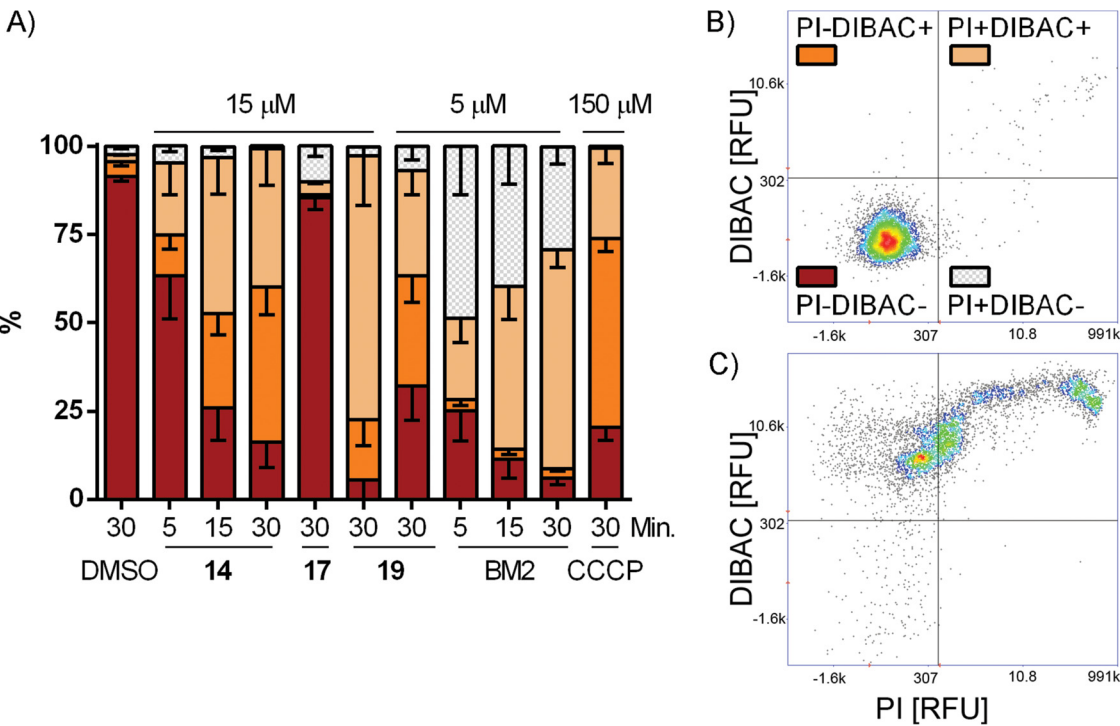 A)
15 µM
5 µM
150 µM
100
75
50
25
0
%
30
5
15
30
30
30
30
5
15
30
30
Min.
DMSO
14
17
19
BM2
CCCP
B)
PI-DIBAC+
PI+DIBAC+
10.6k
302
-1.6k
DIBAC [RFU]
PI-DIBAC-
PI+DIBAC-
-1.6k
307
10.8
991k
C)
10.6k
302
-1.6k
DIBAC [RFU]
-1.6k
307
10.8
991k
PI [RFU]